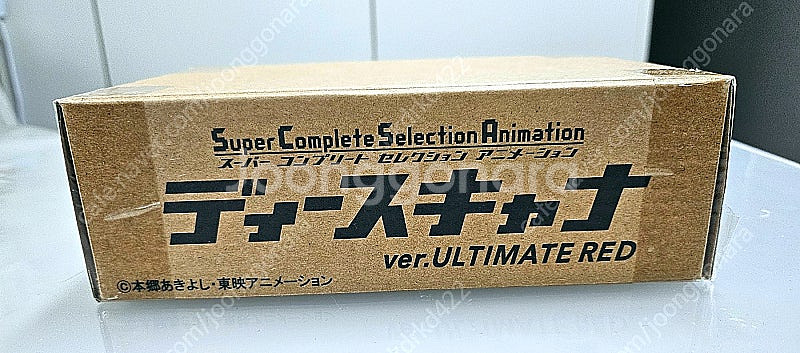 Super Complete Selection Animation
スーパー コンプリート セレクション アニメーション
ディースキャナ
ver.ULTIMATE RED
©本郷あきよし・東映アニメーション
joonggonara